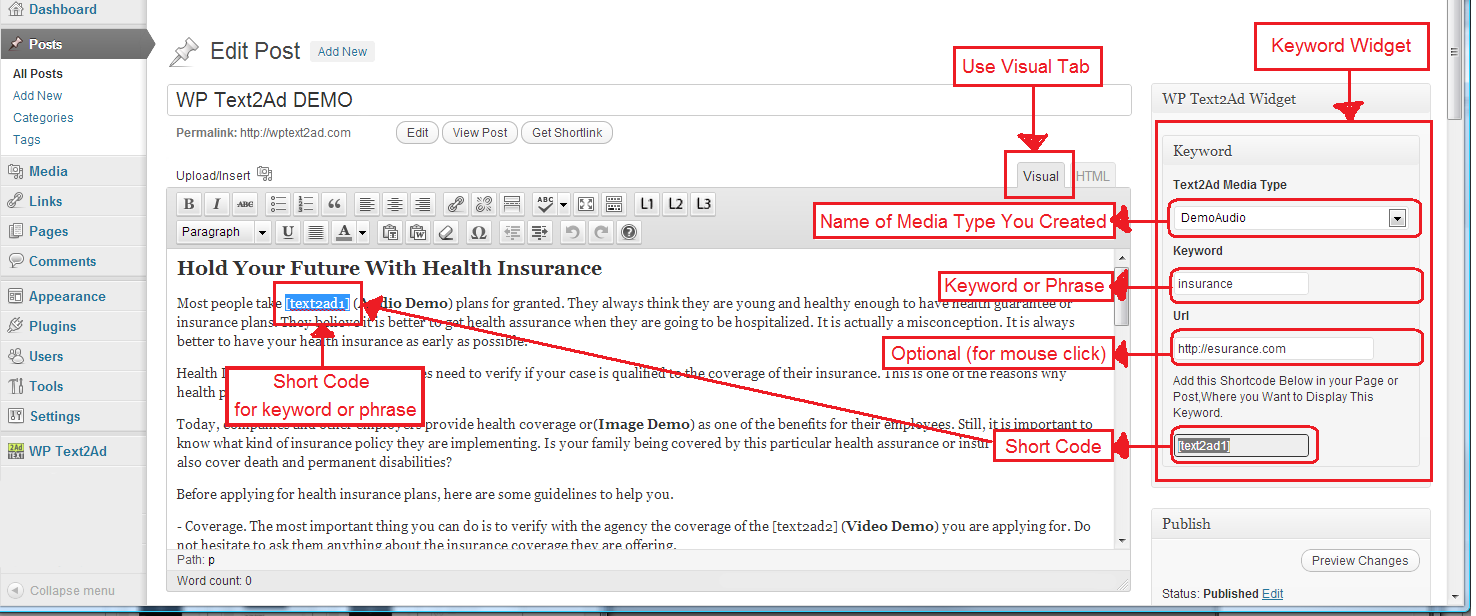 Dashboard
Posts
All Posts
Add New
Categories
Tags
Media
Links
Pages
Comments
Appearance
Plugins
Users
Tools
Settings
WP Text2Ad
Collapse menu
Edit Post Add New
WP Text2Ad DEMO
Permalink: http://wptext2ad.com Edit View Post Get Shortlink
Upload/Insert
Use Visual Tab
Visual HTML
B I ABC ABC L1 L2 L3
Paragraph U A Ω
Name of Media Type You Created
Hold Your Future With Health Insurance
Most people take [text2ad1] (Audio Demo) plans for granted. They always think they are young and healthy enough to have health guarantee or
insurance plans. They believe it is better to get health assurance when they are going to be hospitalized. It is actually a misconception. It is always
better to have your health insurance as early as possible.
Keyword or Phrase
Optional (for mouse click)
Short Code
for keyword or phrase
Health need to verify if your case is qualified to the coverage of their insurance. This is one of the reasons why
health
Today, companies and other employers provide health coverage or(Image Demo) as one of the benefits for their employees. Still, it is important to
know what kind of insurance policy they are implementing. Is your family being covered by this particular health assurance or
also cover death and permanent disabilities?
Short Code
Before applying for health insurance plans, here are some guidelines to help you.
- Coverage. The most important thing you can do is to verify with the agency the coverage of the [text2ad2] (Video Demo) you are applying for. Do
not hesitate to ask them anything about the insurance coverage they are offering.
Path: p
Word count: 0
Keyword Widget
WP Text2Ad Widget
Keyword
Text2Ad Media Type
DemoAudio
Keyword
insurance
Url
http://esurance.com
Add this Shortcode Below in your Page or
Post,Where you Want to Display This
Keyword.
[text2ad1]
Publish
Preview Changes
Status: Published Edit